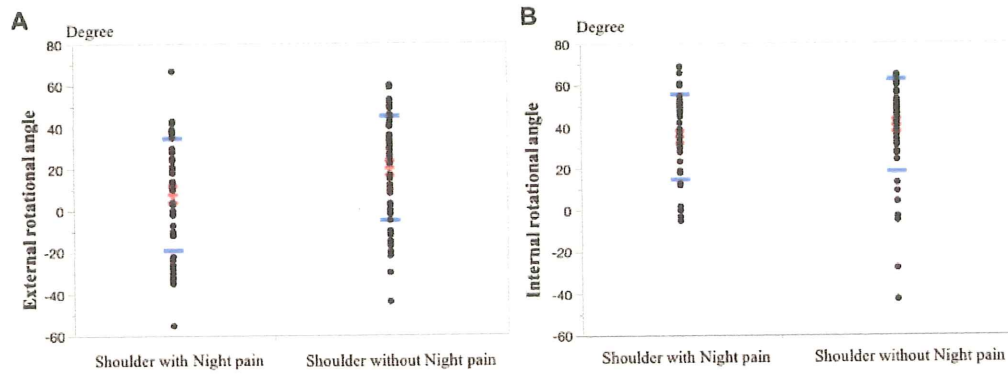 A
Degree
80
60
40
20
0
-20
-40
-60
External rotational angle
Shoulder with Night pain
Shoulder without Night pain
B
Degree
80
60
40
20
0
-20
-40
-60
Internal rotational angle
Shoulder with Night pain
Shoulder without Night pain